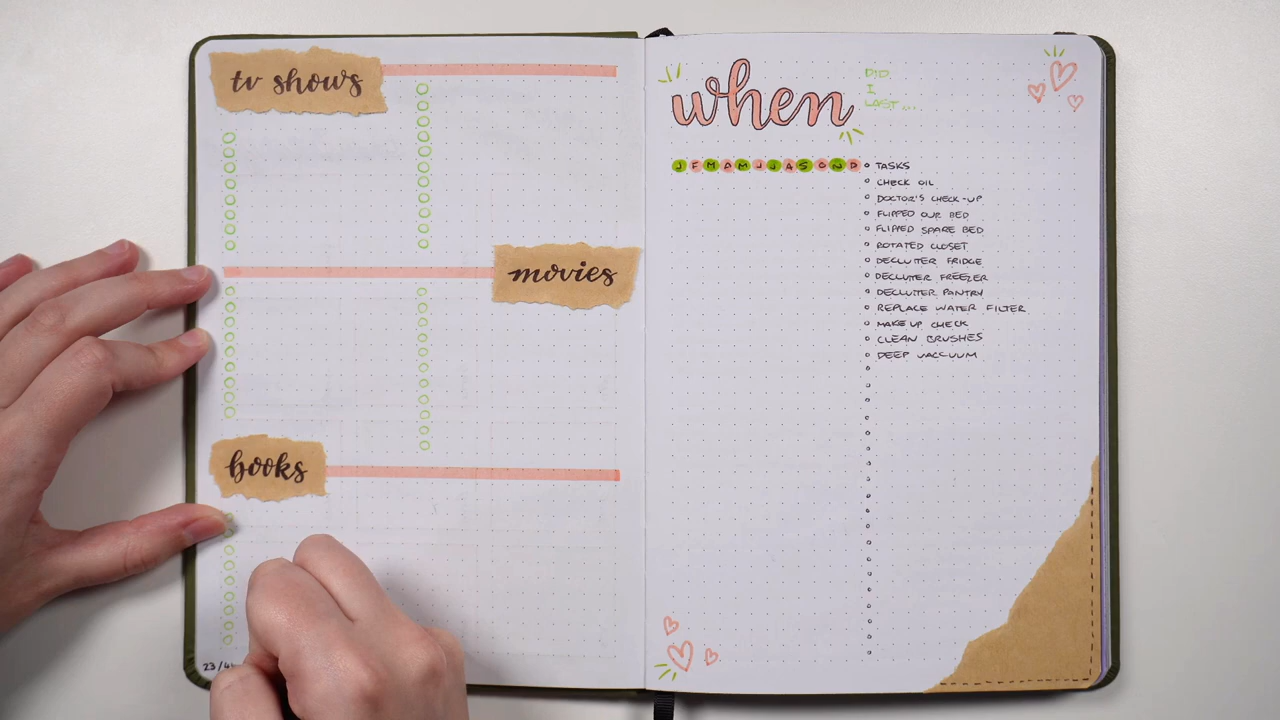 tv shows
movies
books
when
DID
I
LAST...
J F M A M J J A S O N D
TASKS
CHECK OIL
DOCTOR'S CHECK-UP
FLIPPED OUR BED
FLIPPED SPARE BED
ROTATED CLOSET
DECLUTTER FRIDGE
DECLUTTER FREEZER
DECLUTTER PANTRY
REPLACE WATER FILTER
MAKE UP CHECK
CLEAN BRUSHES
DEEP VACCUUM